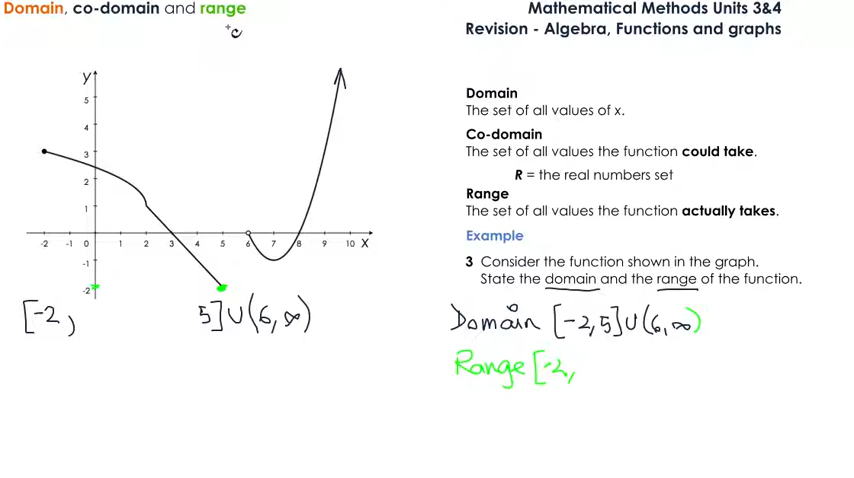 Domain, co-domain and range
°c
Mathematical Methods Units 3&4
Revision - Algebra, Functions and graphs
y
5
4
3
2
1
-1
-2
-2 -1 0 1 2 3 4 5 6 7 8 9 10 X
[-2, 5]∪(6,∞)
Domain
The set of all values of x.
Co-domain
The set of all values the function could take.
R = the real numbers set
Range
The set of all values the function actually takes.
Example
3 Consider the function shown in the graph.
State the domain and the range of the function.
Domain [-2,5]∪(6,∞)
Range [-2,